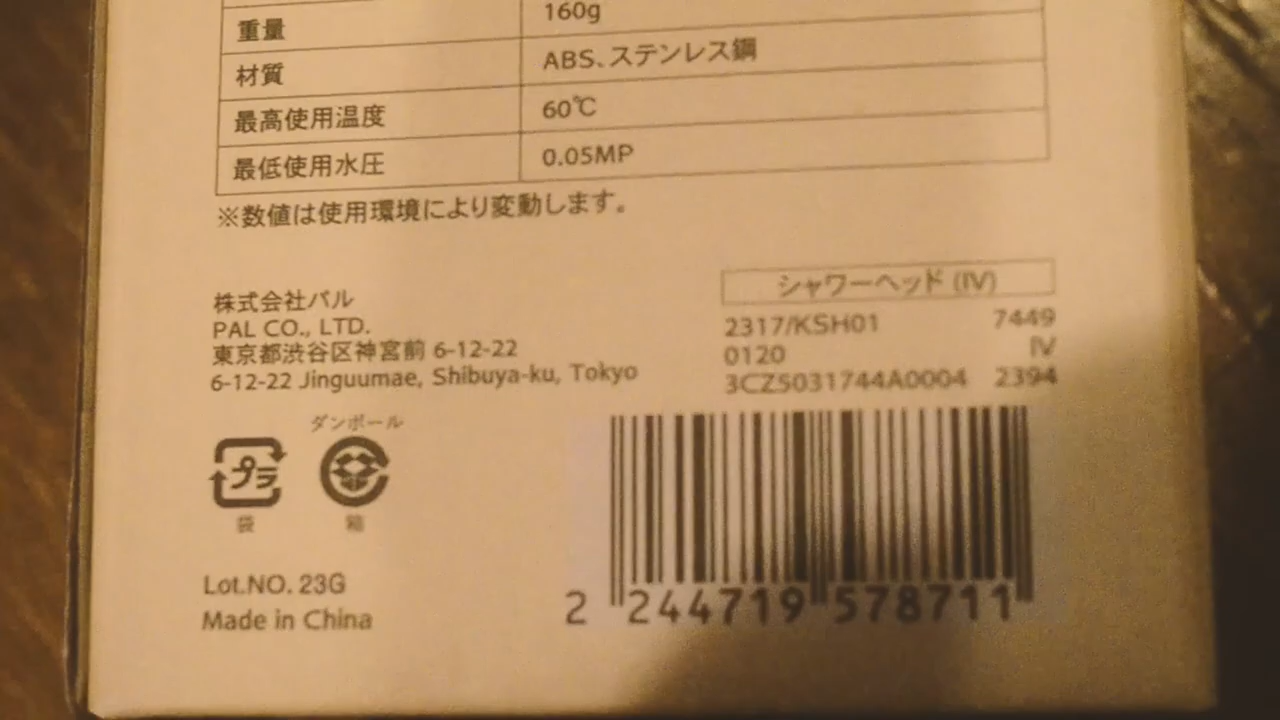 重量 160g
材質 ABS、ステンレス鋼
最高使用温度 60℃
最低使用水圧 0.05MP
※数値は使用環境により変動します。
株式会社パル
PAL CO., LTD.
東京都渋谷区神宮前 6-12-22
6-12-22 Jinguumae, Shibuya-ku, Tokyo
シャワーヘッド (IV)
2317/KSH01 7449
0120 IV
3CZ5031744A0004 2394
ダンボール
プラ
袋 箱
Lot.NO. 23G
Made in China
2 244719 578711